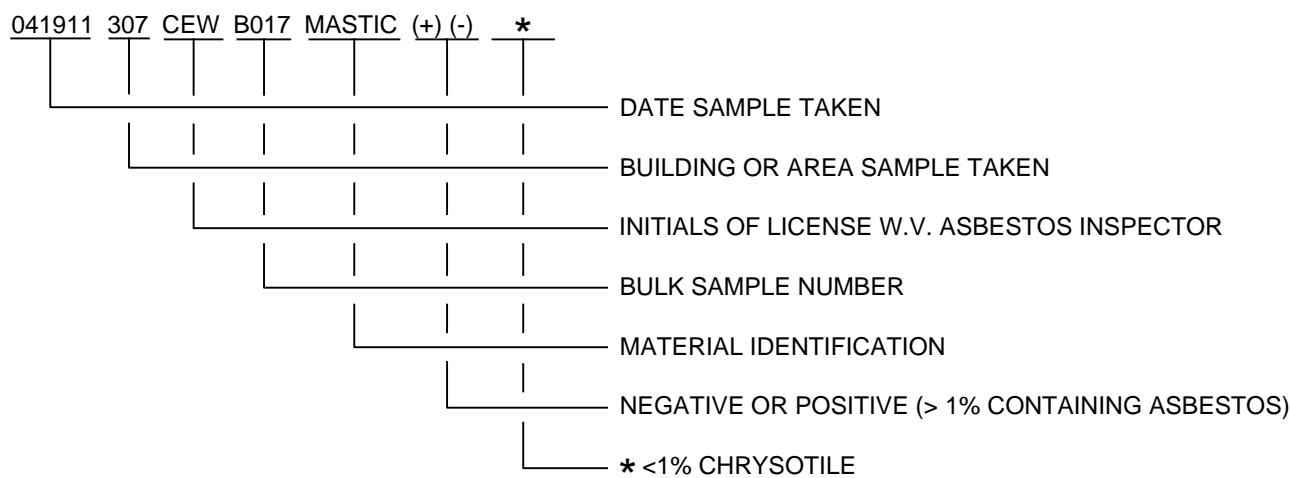 041911 307 CEW B017 MASTIC (+) (-) *
DATE SAMPLE TAKEN
BUILDING OR AREA SAMPLE TAKEN
INITIALS OF LICENSE W.V. ASBESTOS INSPECTOR
BULK SAMPLE NUMBER
MATERIAL IDENTIFICATION
NEGATIVE OR POSITIVE (> 1% CONTAINING ASBESTOS)
* <1% CHRYSOTILE